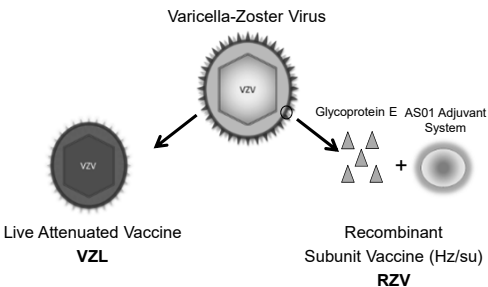 Varicella-Zoster Virus
VZV
Glycoprotein E
AS01 Adjuvant
System
+
VZV
Live Attenuated Vaccine
VZL
Recombinant
Subunit Vaccine (Hz/su)
RZV